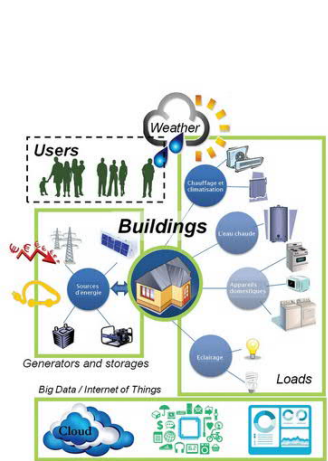 Weather
Users
Chauffage et
climatisation
Buildings
L'eau chaude
Sources
d'énergie
Appareils
domestiques
Eclairage
Generators and storages
Loads
Big Data / Internet of Things
Cloud